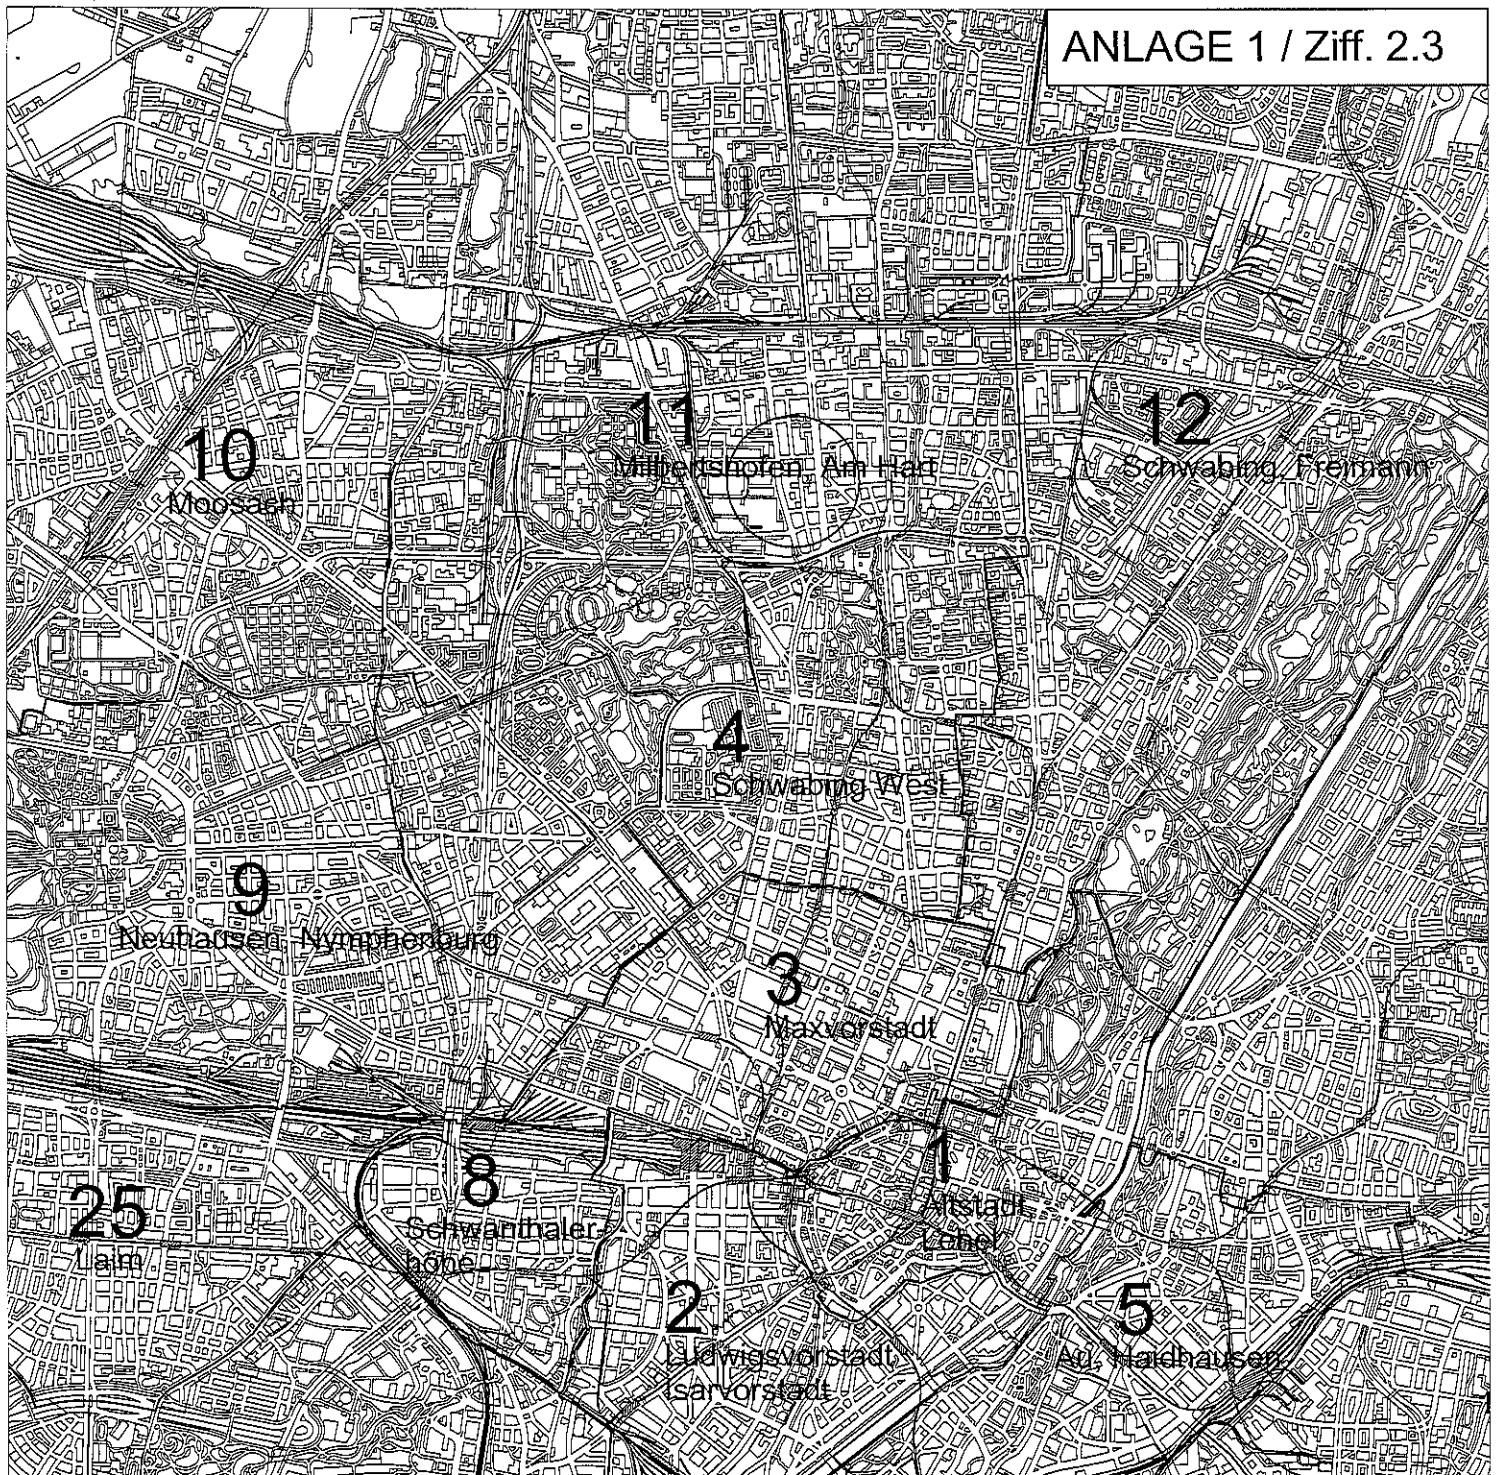 ANLAGE 1 / Ziff. 2.3
11
Milbertshofen, Am Hart
12
Schwabing, Freimann
10
Moosach
4
Schwabing West
9
Neuhausen, Nymphenburg
3
Maxvorstadt
1
Altstadt
Lehel
8
Schwanthaler-
höhe
25
Laim
2
Ludwigsvorstadt
Isarvorstadt
5
Au, Haidhausen